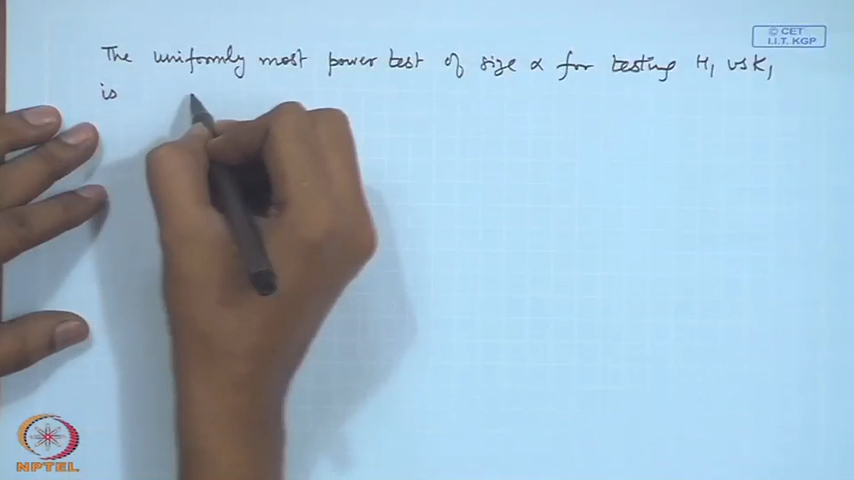 © CET
I.I.T. KGP
The uniformly most power test of size α for testing H₁ vs K₁
is
NPTEL